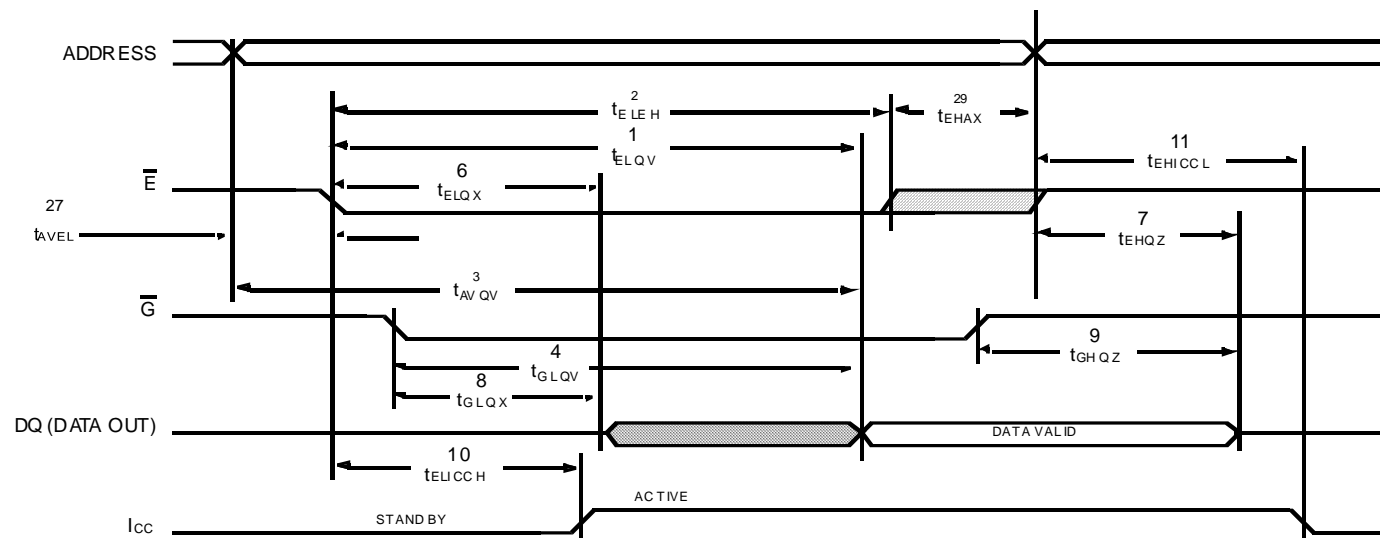 ADDRESS
2
tELEH
29
tEHAX
1
tELQV
11
tEHICCL
6
tELQX
E
27
tAVEL
7
tEHQZ
3
tAVQV
G
9
tGHQZ
4
tGLQV
8
tGLQX
DQ (DATA OUT)
DATA VALID
10
tELICCH
ACTIVE
STANDBY
ICC